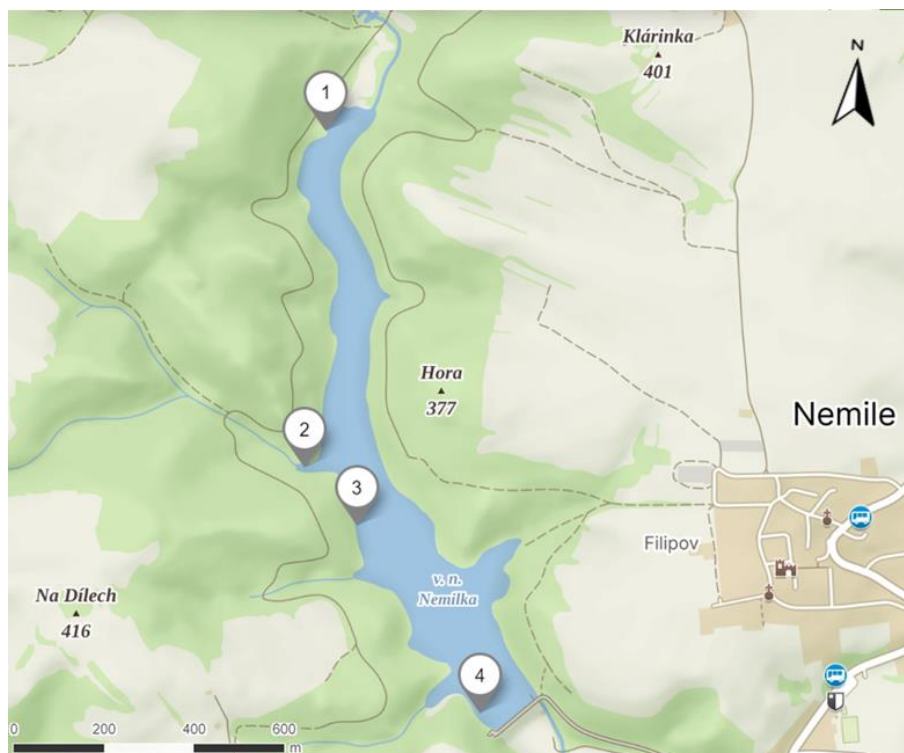 Klárinka
401
N
1
Hora
377
Nemile
2
3
Filipov
v. n.
Nemilka
Na Dílech
416
4
0 200 400 600
m